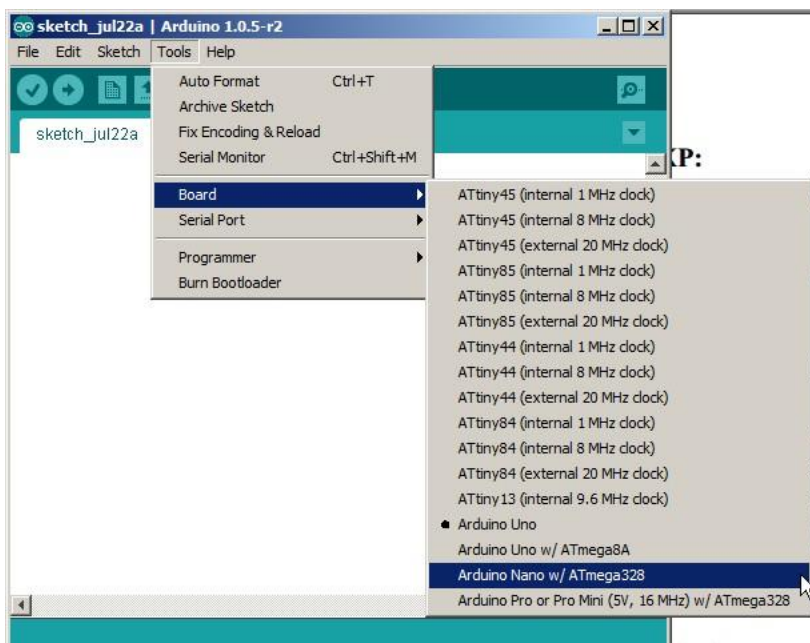 sketch_jul22a | Arduino 1.0.5-r2
File Edit Sketch Tools Help
sketch_jul22a
Auto Format Ctrl+T
Archive Sketch
Fix Encoding & Reload
Serial Monitor Ctrl+Shift+M
Board
Serial Port
Programmer
Burn Bootloader
XP:
ATtiny45 (internal 1 MHz clock)
ATtiny45 (internal 8 MHz clock)
ATtiny45 (external 20 MHz clock)
ATtiny85 (internal 1 MHz clock)
ATtiny85 (internal 8 MHz clock)
ATtiny85 (external 20 MHz clock)
ATtiny44 (internal 1 MHz clock)
ATtiny44 (internal 8 MHz clock)
ATtiny44 (external 20 MHz clock)
ATtiny84 (internal 1 MHz clock)
ATtiny84 (internal 8 MHz clock)
ATtiny84 (external 20 MHz clock)
ATtiny13 (internal 9.6 MHz clock)
Arduino Uno
Arduino Uno w/ ATmega8A
Arduino Nano w/ ATmega328
Arduino Pro or Pro Mini (5V, 16 MHz) w/ ATmega328